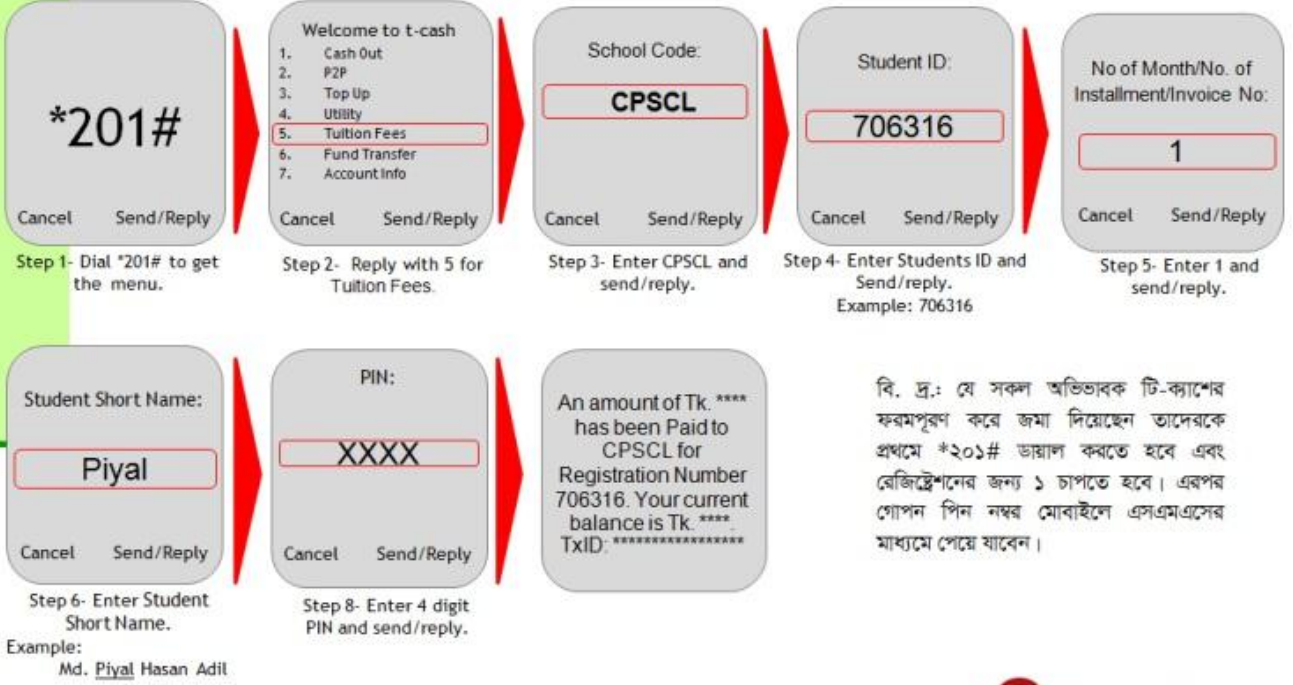 *201#
Cancel Send/Reply
Step 1- Dial *201# to get
the menu.
Welcome to t-cash
1. Cash Out
2. P2P
3. Top Up
4. Utility
5. Tuition Fees
6. Fund Transfer
7. Account Info
Cancel Send/Reply
Step 2- Reply with 5 for
Tuition Fees.
School Code:
CPSCL
Cancel Send/Reply
Step 3- Enter CPSCL and
send/reply.
Student ID:
706316
Cancel Send/Reply
Step 4- Enter Students ID and
Send/reply.
Example: 706316
No of Month/No. of
Installment/Invoice No:
1
Cancel Send/Reply
Step 5- Enter 1 and
send/reply.
Student Short Name:
Piyal
Cancel Send/Reply
Step 6- Enter Student
Short Name.
Example:
Md. Piyal Hasan Adil
PIN:
XXXX
Cancel Send/Reply
Step 8- Enter 4 digit
PIN and send/reply.
An amount of Tk. ****
has been Paid to
CPSCL for
Registration Number
706316. Your current
balance is Tk. ****.
TxID: *****************
বি. দ্র.: যে সকল অভিভাবক টি-ক্যাশের
ফরমপূরণ করে জমা দিয়েছেন তাদেরকে
প্রথমে *২০১# ডায়াল করতে হবে এবং
রেজিষ্ট্রেশনের জন্য ১ চাপতে হবে। এরপর
গোপন পিন নম্বর মোবাইলে এসএমএসের
মাধ্যমে পেয়ে যাবেন।